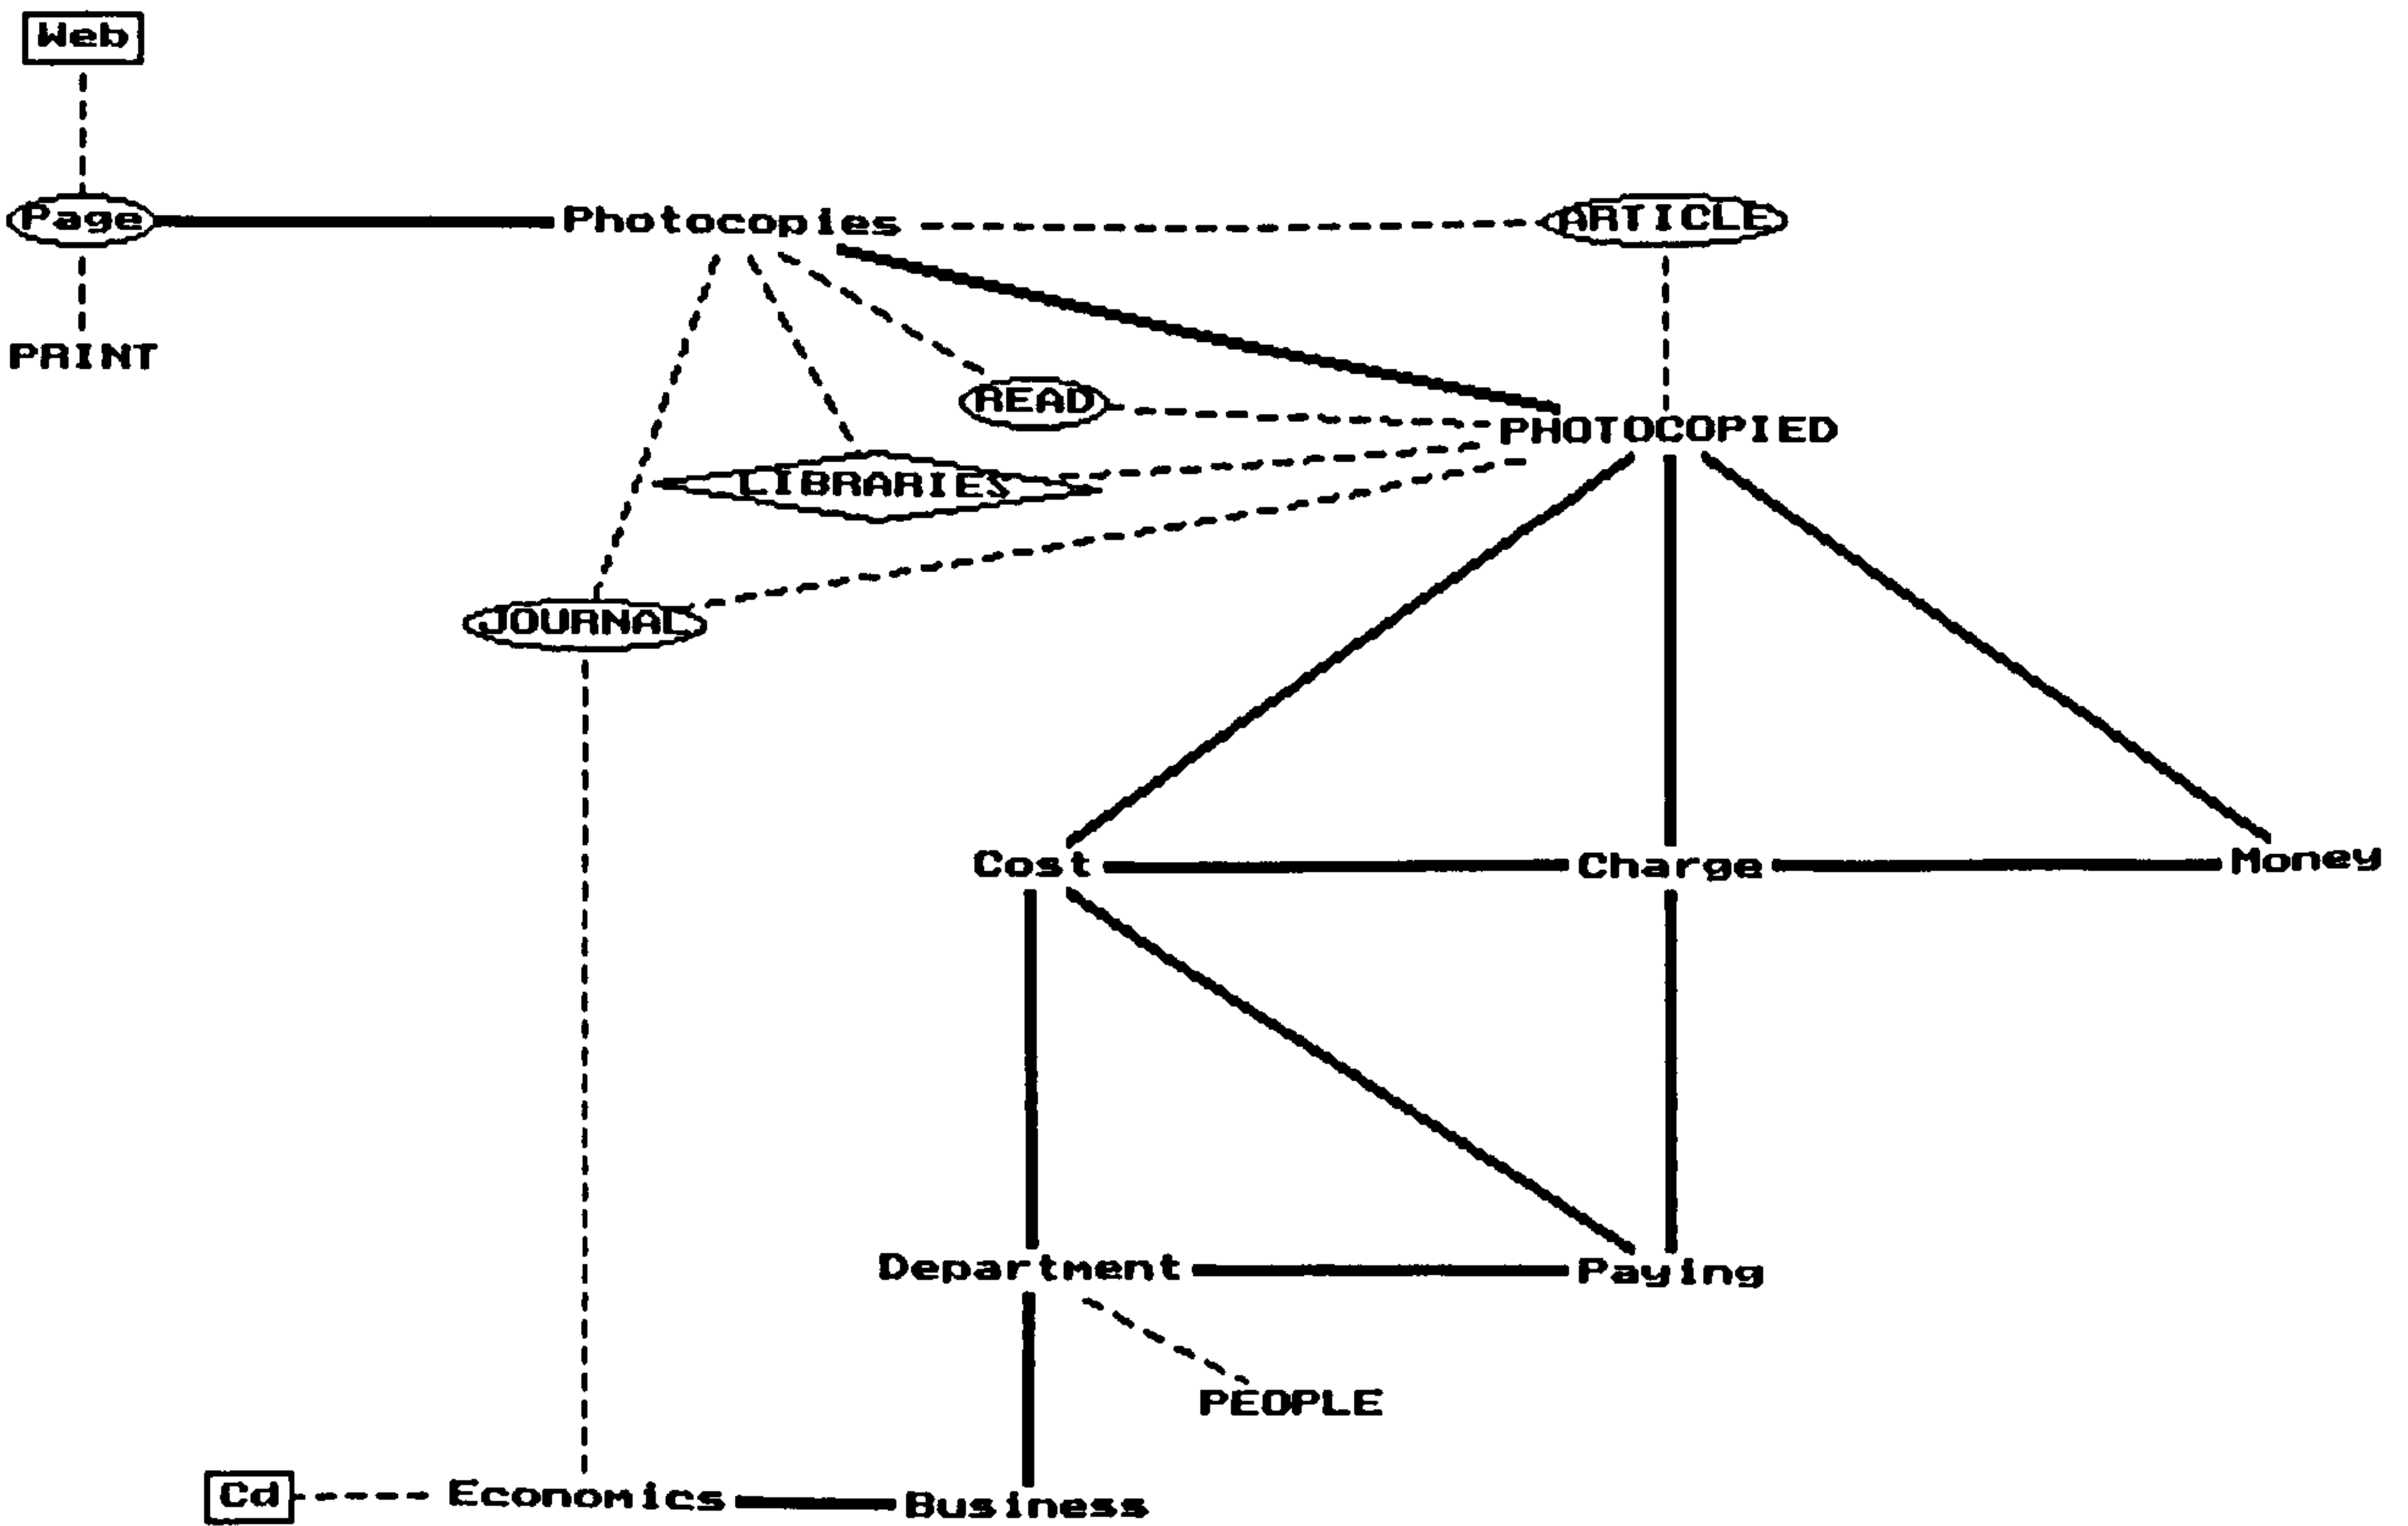 Web
Page
Photocopies
ARTICLE
PRINT
READ
PHOTOCOPIED
LIBRARIES
JOURNAL
Cost
Charge
Money
Department
Paying
PEOPLE
Cd
Economics
Business